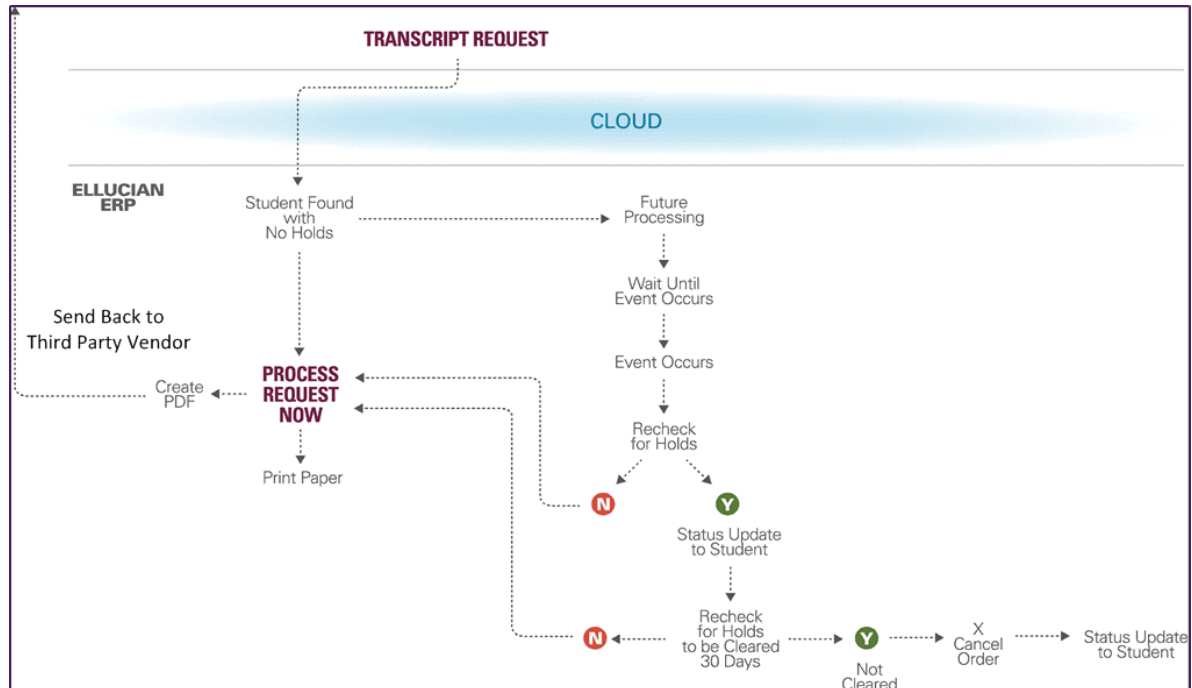 TRANSCRIPT REQUEST
CLOUD
ELLUCIAN
ERP
Student Found
with
No Holds
Future
Processing
Wait Until
Event Occurs
Send Back to
Third Party Vendor
Event Occurs
Create
PDF
PROCESS
REQUEST
NOW
Recheck
for Holds
Print Paper
N
Y
Status Update
to Student
N
Recheck
for Holds
to be Cleared
30 Days
Y
Not
Cleared
X
Cancel
Order
Status Update
to Student